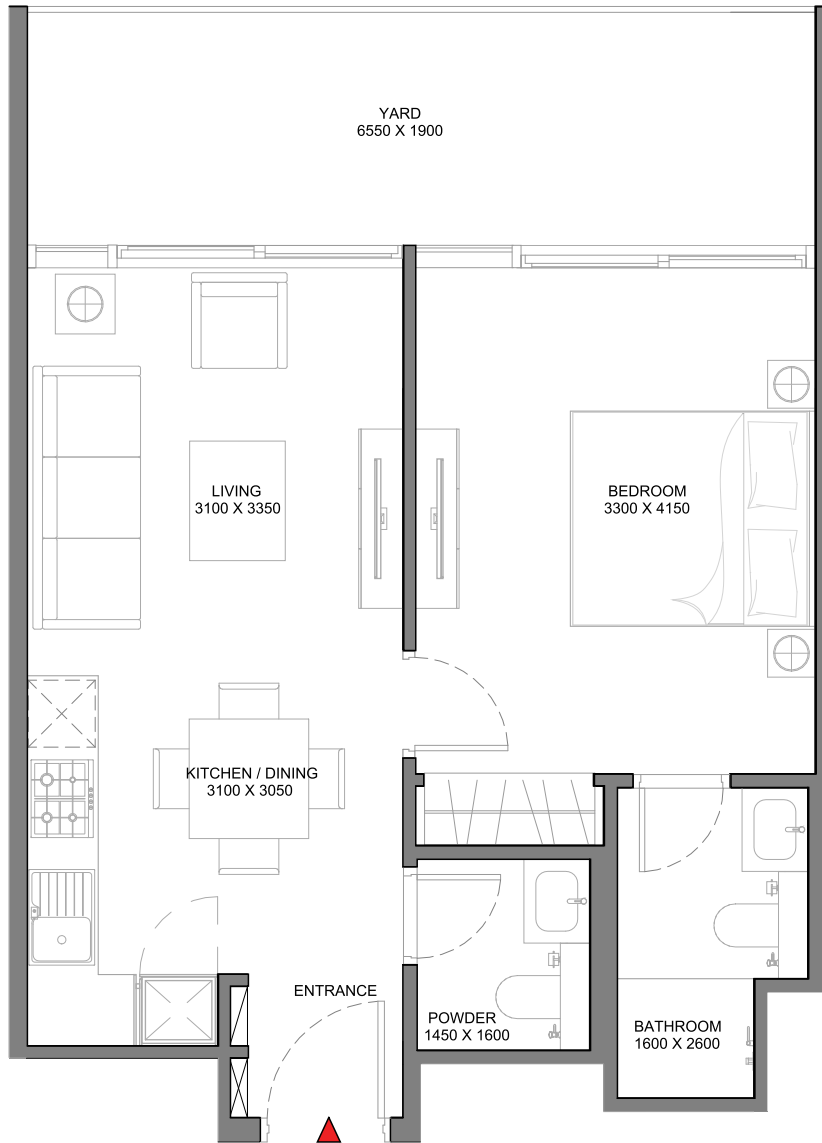 YARD
6550 X 1900
LIVING
3100 X 3350
BEDROOM
3300 X 4150
KITCHEN / DINING
3100 X 3050
ENTRANCE
POWDER
1450 X 1600
BATHROOM
1600 X 2600